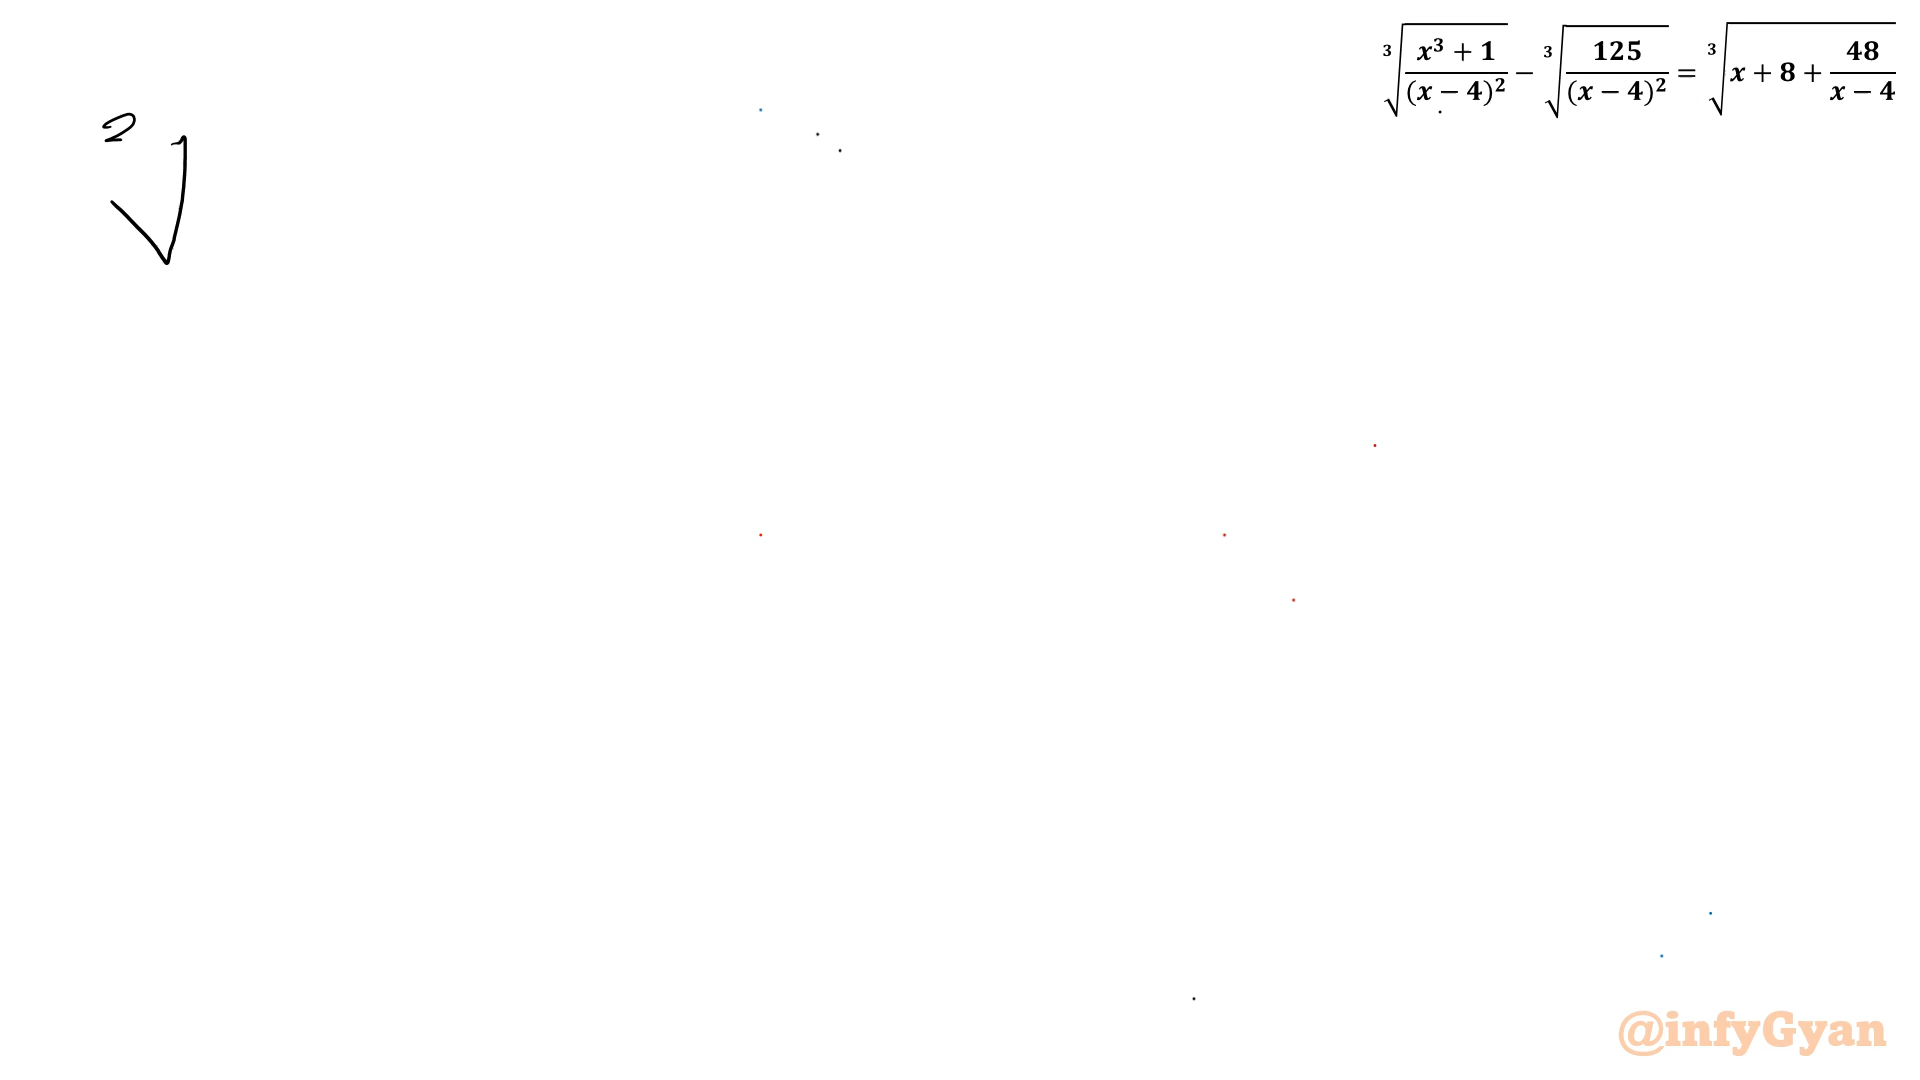 ∛((x³ + 1)/(x − 4)²) − ∛(125/(x − 4)²) = ∛(x + 8 + 48/(x − 4))
2√
@infyGyan